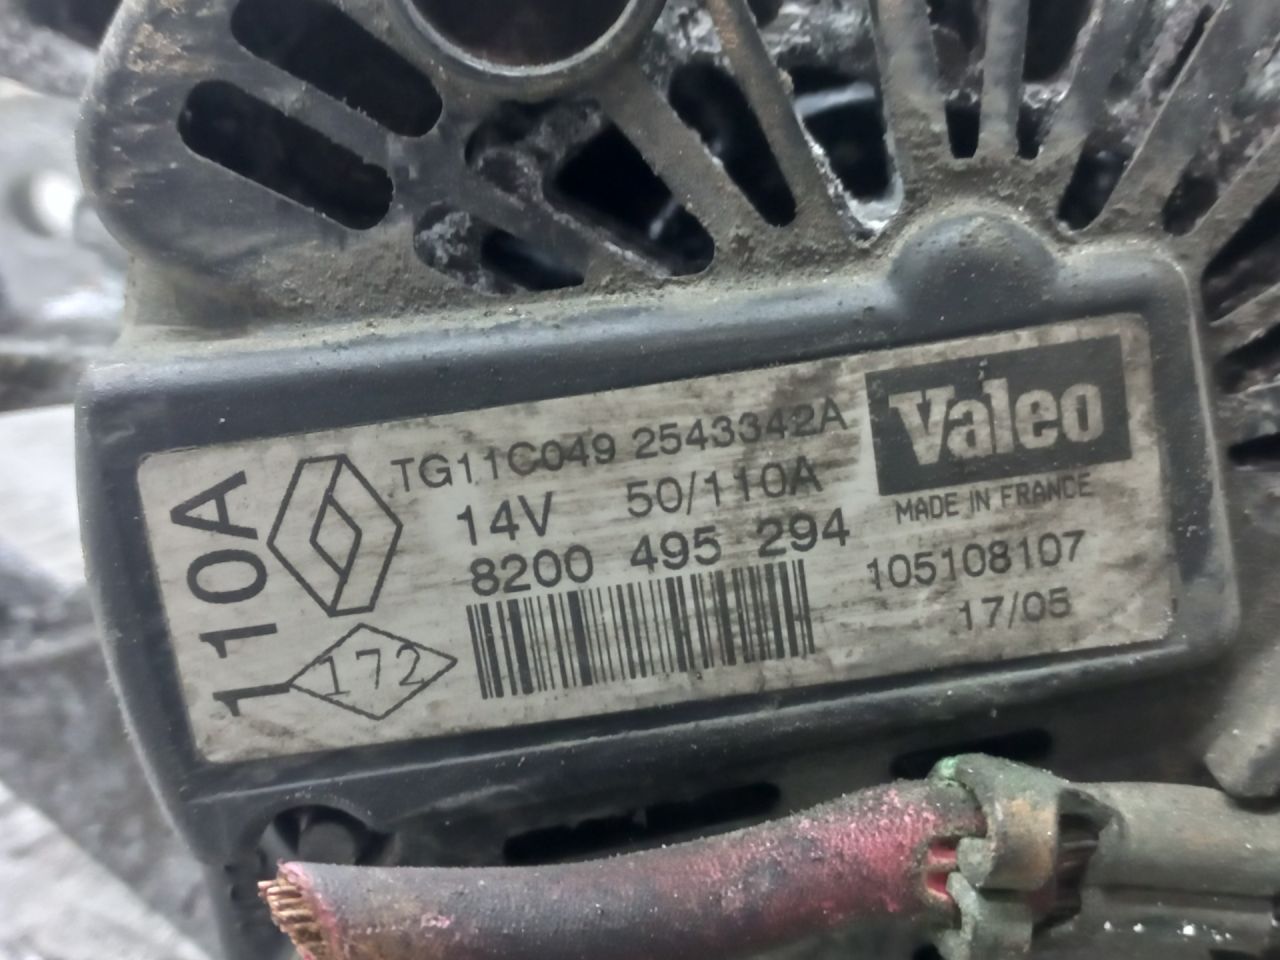 110A
TG11C049 2543342A
14V 50/110A
8200 495 294
172
Valeo
MADE IN FRANCE
105108107
17/05